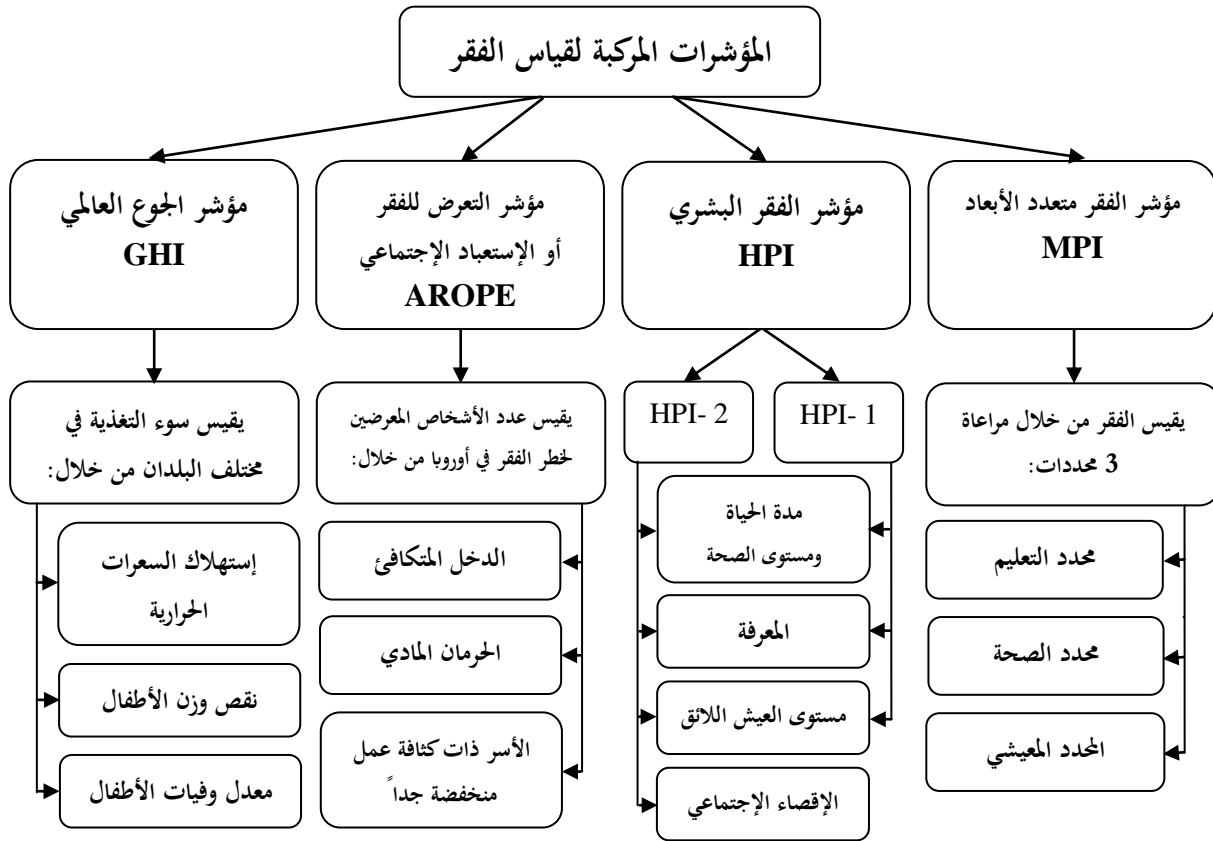 المؤشرات المركبة لقياس الفقر
مؤشر الفقر متعدد الأبعاد
MPI
مؤشر الفقر البشري
HPI
مؤشر التعرض للفقر
أو الإستعباد الإجتماعي
AROPE
مؤشر الجوع العالمي
GHI
يقيس الفقر من خلال مراعاة
3 محددات:
محدد التعليم
محدد الصحة
المحدد المعيشي
HPI- 1
HPI- 2
مدة الحياة
ومستوى الصحة
المعرفة
مستوى العيش اللائق
الإقصاء الإجتماعي
يقيس عدد الأشخاص المعرضين
لخطر الفقر في أوروبا من خلال:
الدخل المتكافئ
الحرمان المادي
الأسر ذات كثافة عمل
منخفضة جداً
يقيس سوء التغذية في
مختلف البلدان من خلال:
إستهلاك السعرات
الحرارية
نقص وزن الأطفال
معدل وفيات الأطفال